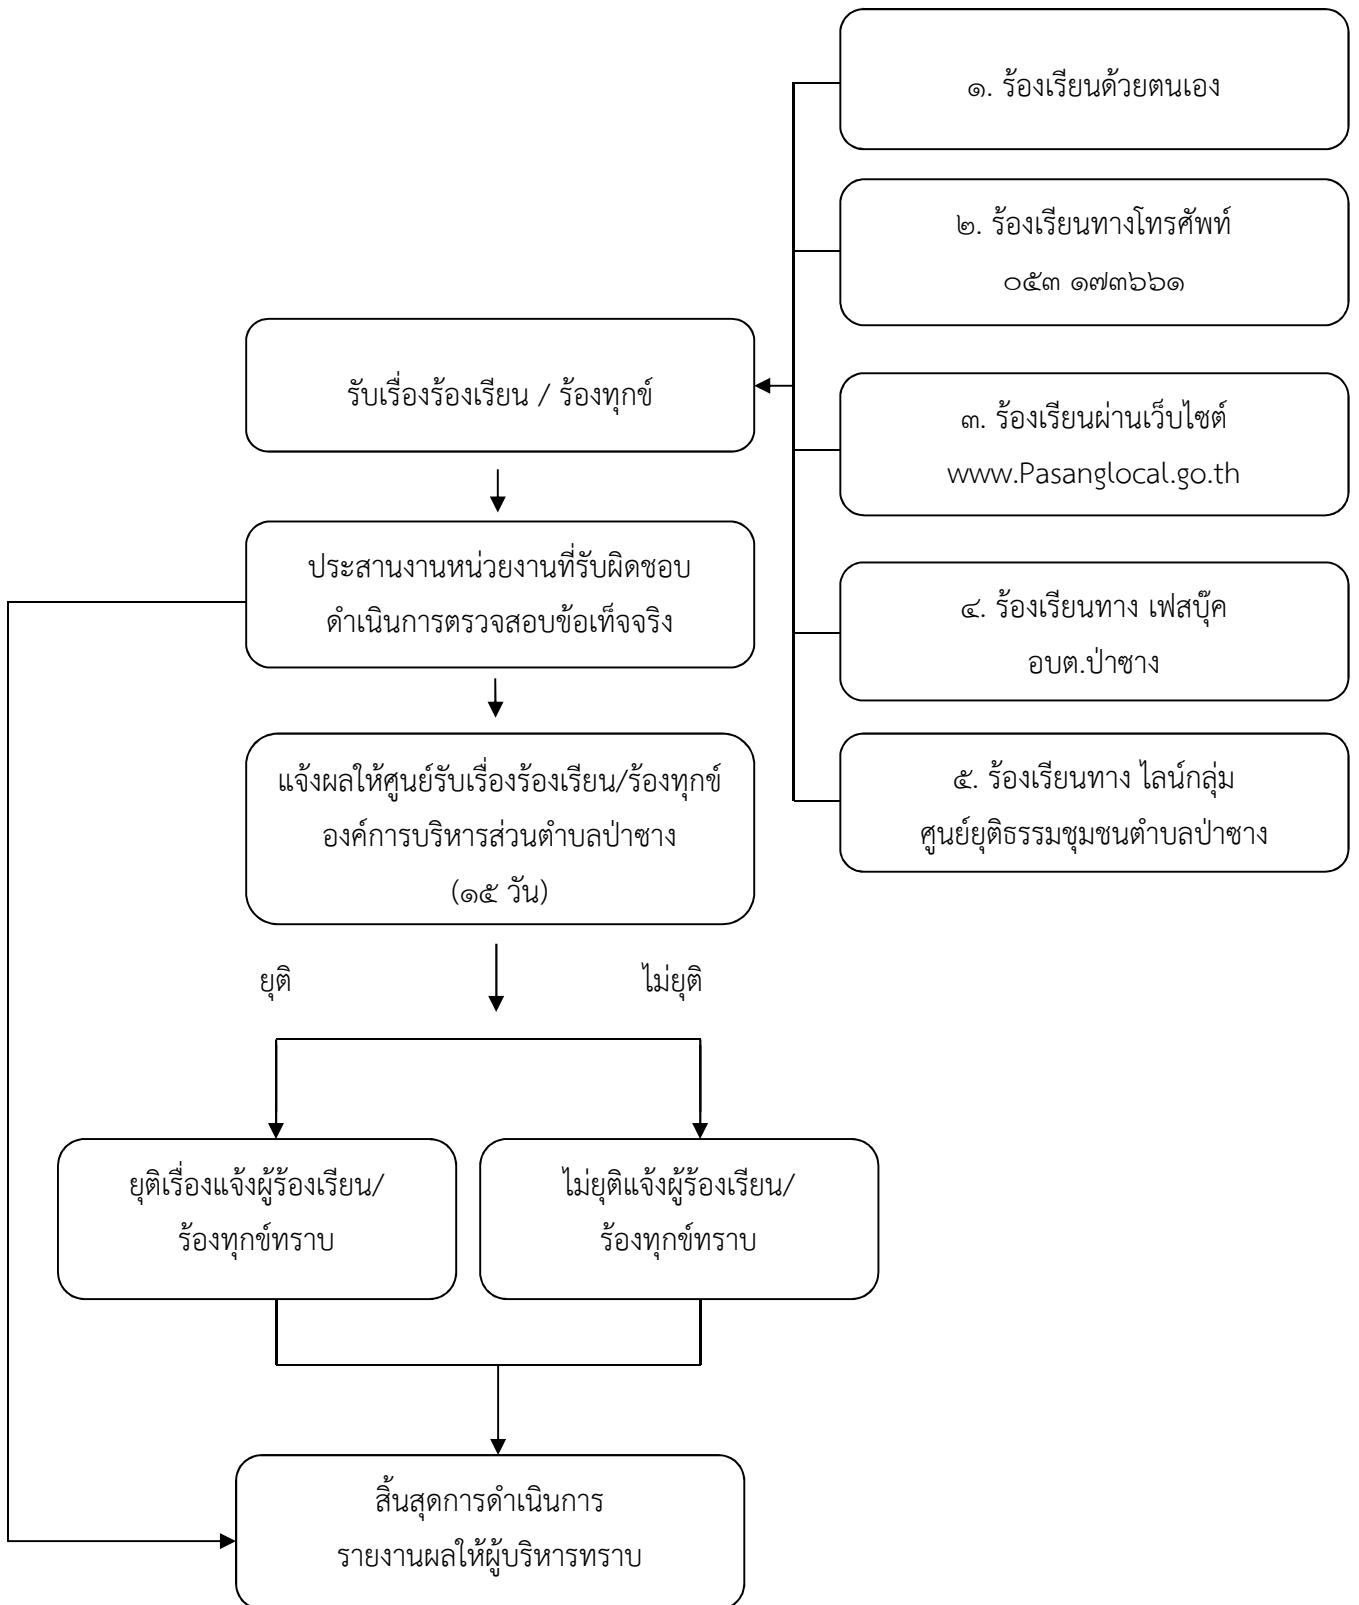 ๑. ร้องเรียนด้วยตนเอง
๒. ร้องเรียนทางโทรศัพท์
๐๕๓ ๑๗๓๖๖๑
รับเรื่องร้องเรียน / ร้องทุกข์
๓. ร้องเรียนผ่านเว็บไซต์
www.Pasanglocal.go.th
ประสานงานหน่วยงานที่รับผิดชอบ
ดำเนินการตรวจสอบข้อเท็จจริง
๔. ร้องเรียนทาง เฟสบุ๊ค
อบต.ป่าซาง
แจ้งผลให้ศูนย์รับเรื่องร้องเรียน/ร้องทุกข์
องค์การบริหารส่วนตำบลป่าซาง
(๑๕ วัน)
๕. ร้องเรียนทาง ไลน์กลุ่ม
ศูนย์ยุติธรรมชุมชนตำบลป่าซาง
ยุติ
ไม่ยุติ
ยุติเรื่องแจ้งผู้ร้องเรียน/
ร้องทุกข์ทราบ
ไม่ยุติแจ้งผู้ร้องเรียน/
ร้องทุกข์ทราบ
สิ้นสุดการดำเนินการ
รายงานผลให้ผู้บริหารทราบ